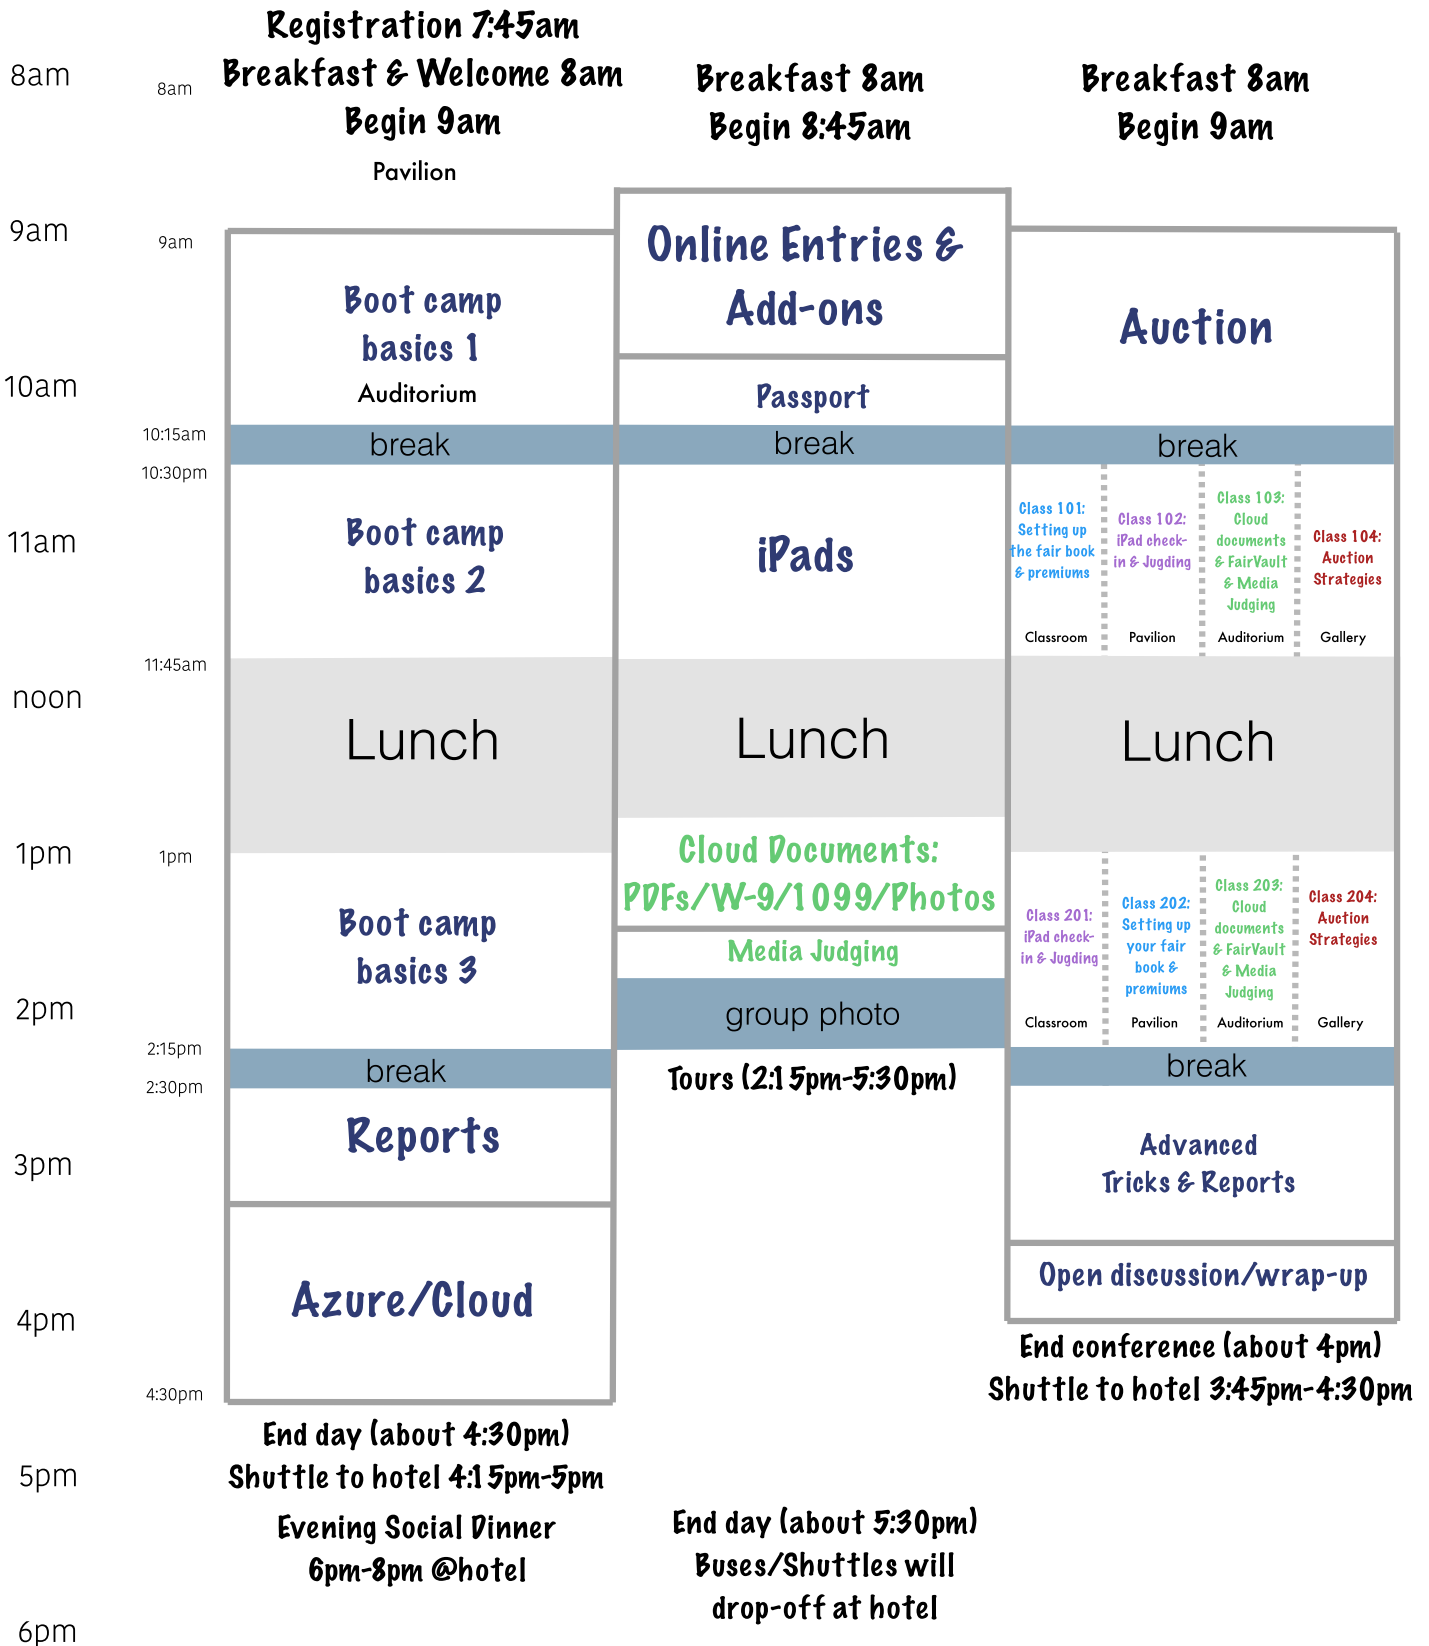 8am
9am
10am
11am
noon
1pm
2pm
3pm
4pm
5pm
6pm
8am
9am
10:15am
10:30pm
11:45am
1pm
2:15pm
2:30pm
4:30pm
Registration 7:45am
Breakfast & Welcome 8am
Begin 9am
Pavilion
Boot camp
basics 1
Auditorium
break
Boot camp
basics 2
Lunch
Boot camp
basics 3
break
Reports
Azure/Cloud
End day (about 4:30pm)
Shuttle to hotel 4:15pm-5pm
Evening Social Dinner
6pm-8pm @hotel
Breakfast 8am
Begin 8:45am
Online Entries &
Add-ons
Passport
break
iPads
Lunch
Cloud Documents:
PDFs/W-9/1099/Photos
Media Judging
group photo
Tours (2:15pm-5:30pm)
End day (about 5:30pm)
Buses/Shuttles will
drop-off at hotel
Breakfast 8am
Begin 9am
Auction
break
Class 101:
Setting up
the fair book
& premiums
Classroom
Class 102:
iPad check-
in & Jugding
Pavilion
Class 103:
Cloud
documents
& FairVault
& Media
Judging
Auditorium
Class 104:
Auction
Strategies
Gallery
Lunch
Class 201:
iPad check-
in & Jugding
Classroom
Class 202:
Setting up
your fair
book &
premiums
Pavilion
Class 203:
Cloud
documents
& FairVault
& Media
Judging
Auditorium
Class 204:
Auction
Strategies
Gallery
break
Advanced
Tricks & Reports
Open discussion/wrap-up
End conference (about 4pm)
Shuttle to hotel 3:45pm-4:30pm